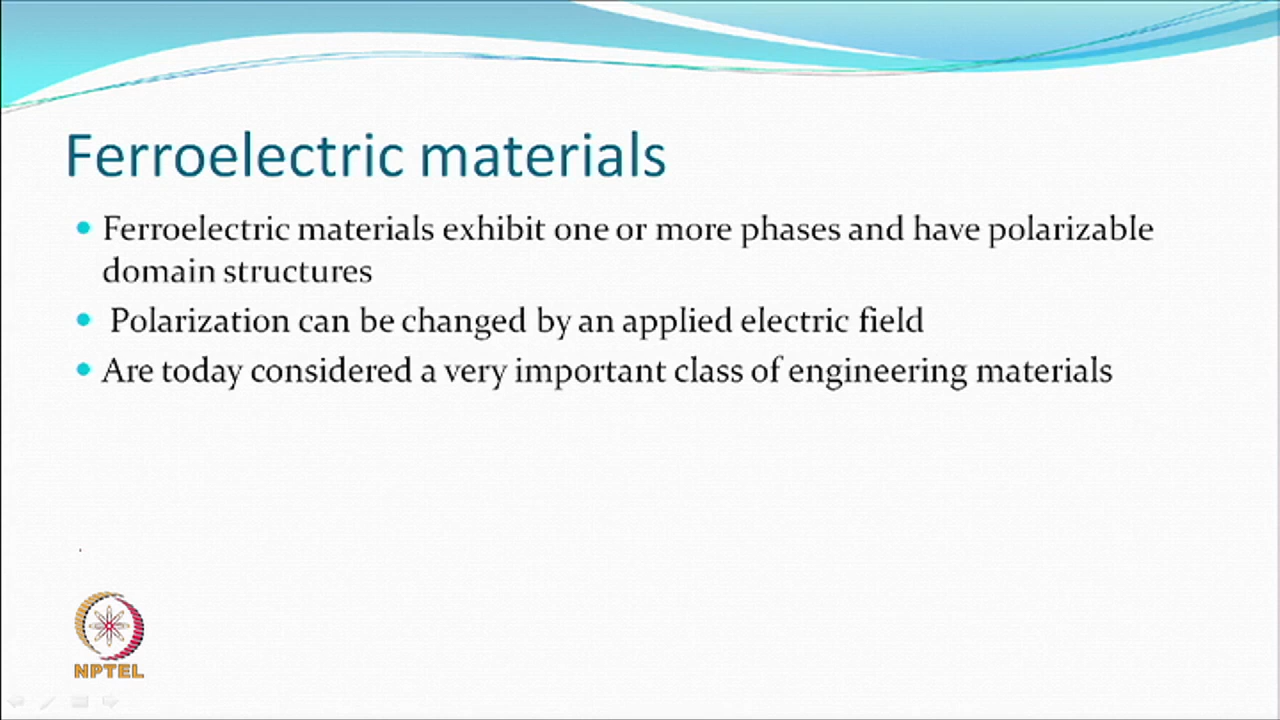 Ferroelectric materials
• Ferroelectric materials exhibit one or more phases and have polarizable
domain structures
• Polarization can be changed by an applied electric field
• Are today considered a very important class of engineering materials
NPTEL